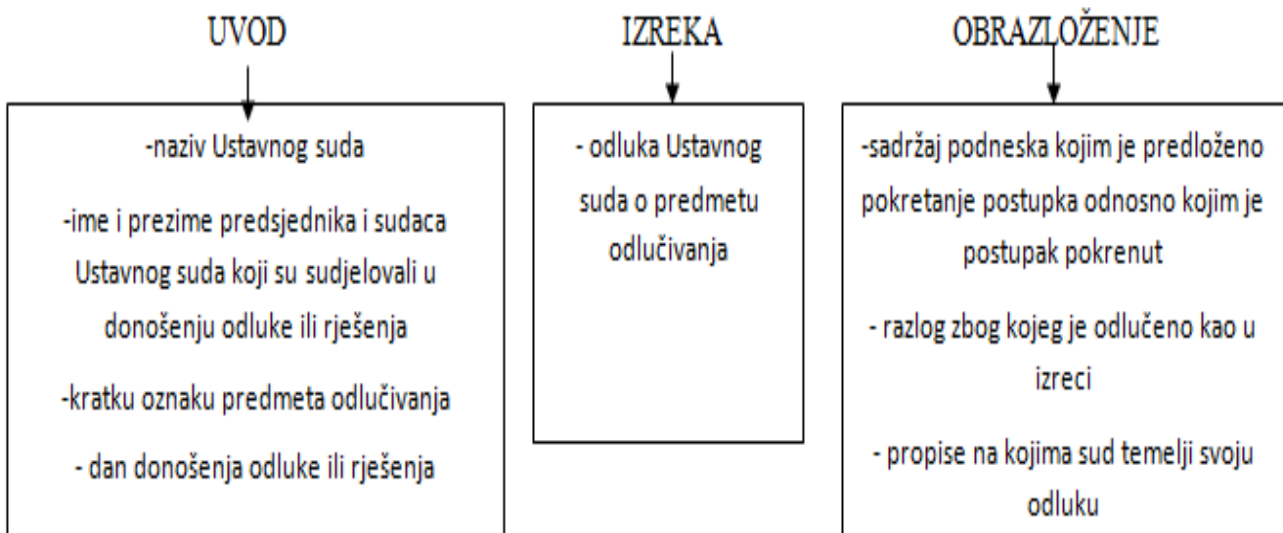 UVOD
-naziv Ustavnog suda
-ime i prezime predsjednika i sudaca
Ustavnog suda koji su sudjelovali u
donošenju odluke ili rješenja
-kratku oznaku predmeta odlučivanja
- dan donošenja odluke ili rješenja
IZREKA
- odluka Ustavnog
suda o predmetu
odlučivanja
OBRAZLOŽENJE
-sadržaj podneska kojim je predloženo
pokretanje postupka odnosno kojim je
postupak pokrenut
- razlog zbog kojeg je odlučeno kao u
izreci
- propise na kojima sud temelji svoju
odluku